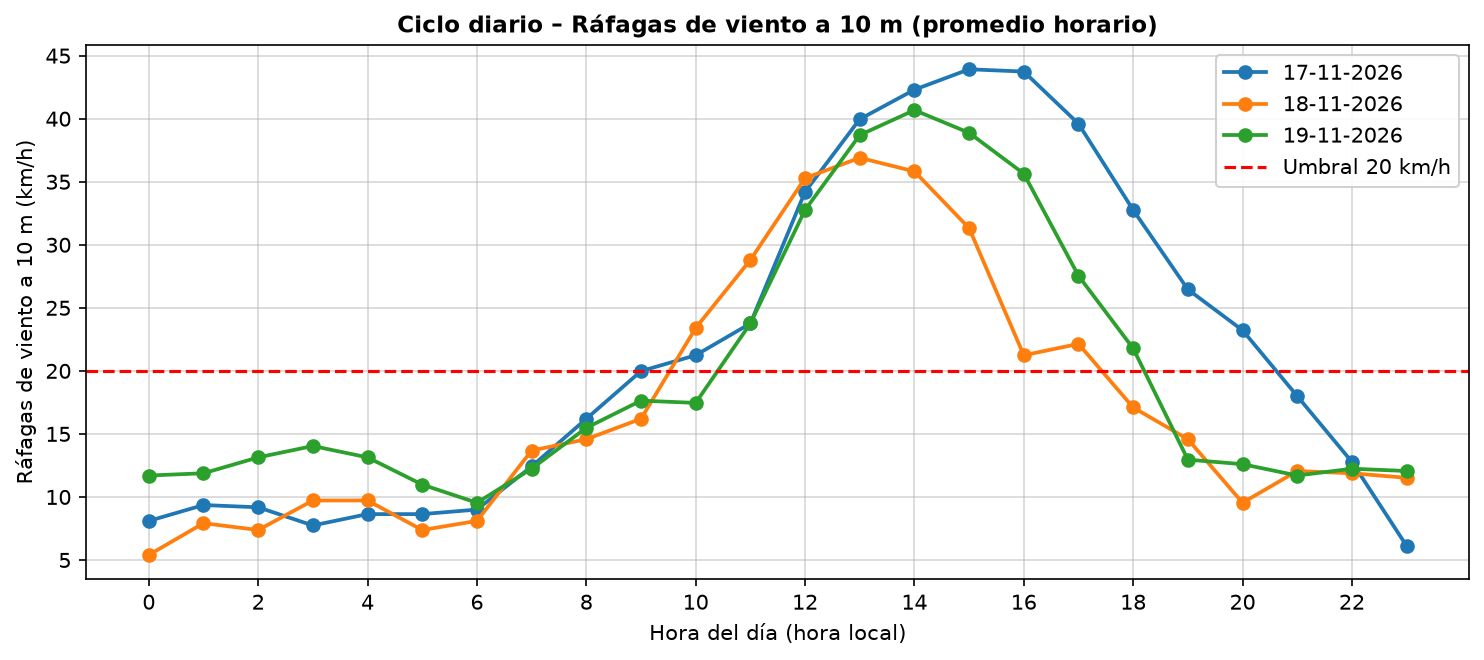 Ciclo diario – Ráfagas de viento a 10 m (promedio horario)
Ráfagas de viento a 10 m (km/h)
45
40
35
30
25
20
15
10
5
17-11-2026
18-11-2026
19-11-2026
Umbral 20 km/h
0 2 4 6 8 10 12 14 16 18 20 22
Hora del día (hora local)